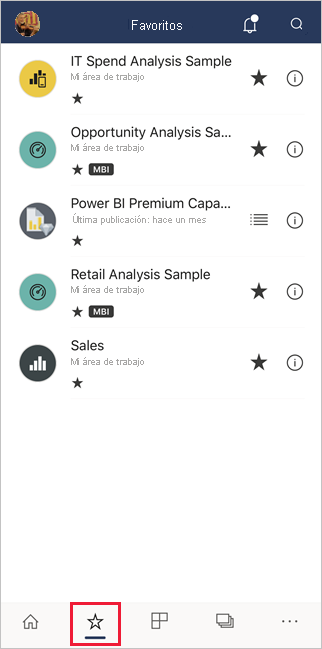 Favoritos
IT Spend Analysis Sample
Mi área de trabajo
Opportunity Analysis Sa...
Mi área de trabajo
MBI
Power BI Premium Capa...
Última publicación: hace un mes
Retail Analysis Sample
Mi área de trabajo
MBI
Sales
Mi área de trabajo